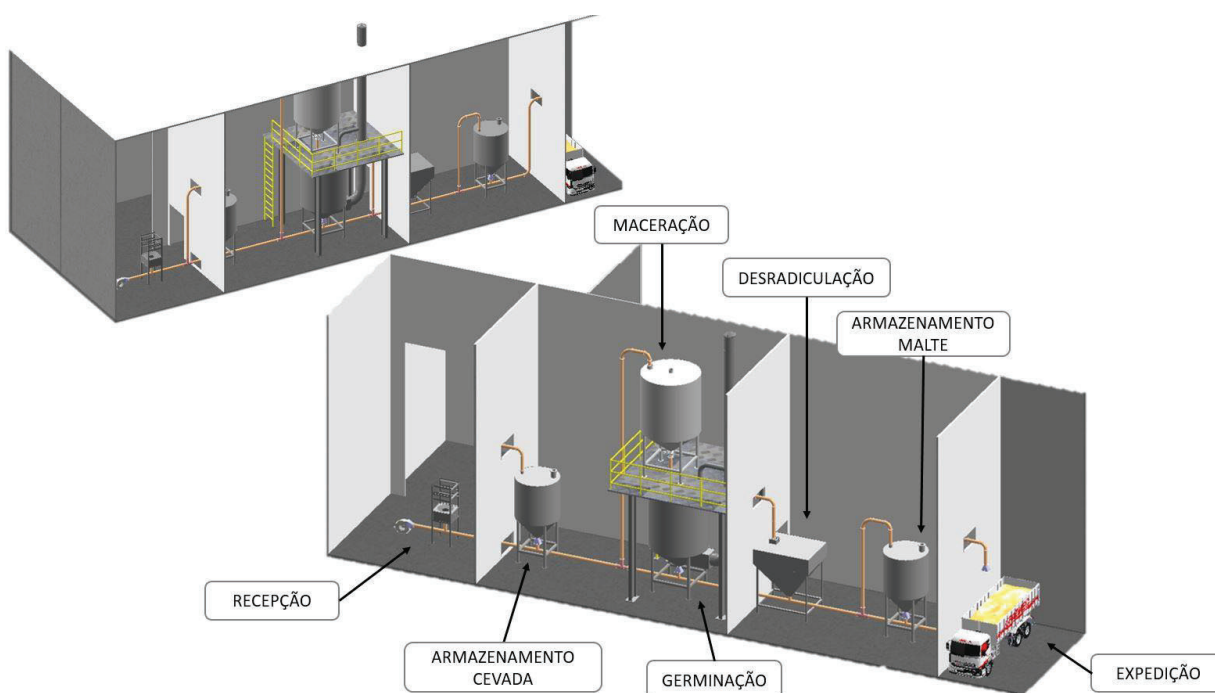 MACERAÇÃO
DESRADICULAÇÃO
ARMAZENAMENTO
MALTE
RECEPÇÃO
ARMAZENAMENTO
CEVADA
GERMINAÇÃO
EXPEDIÇÃO